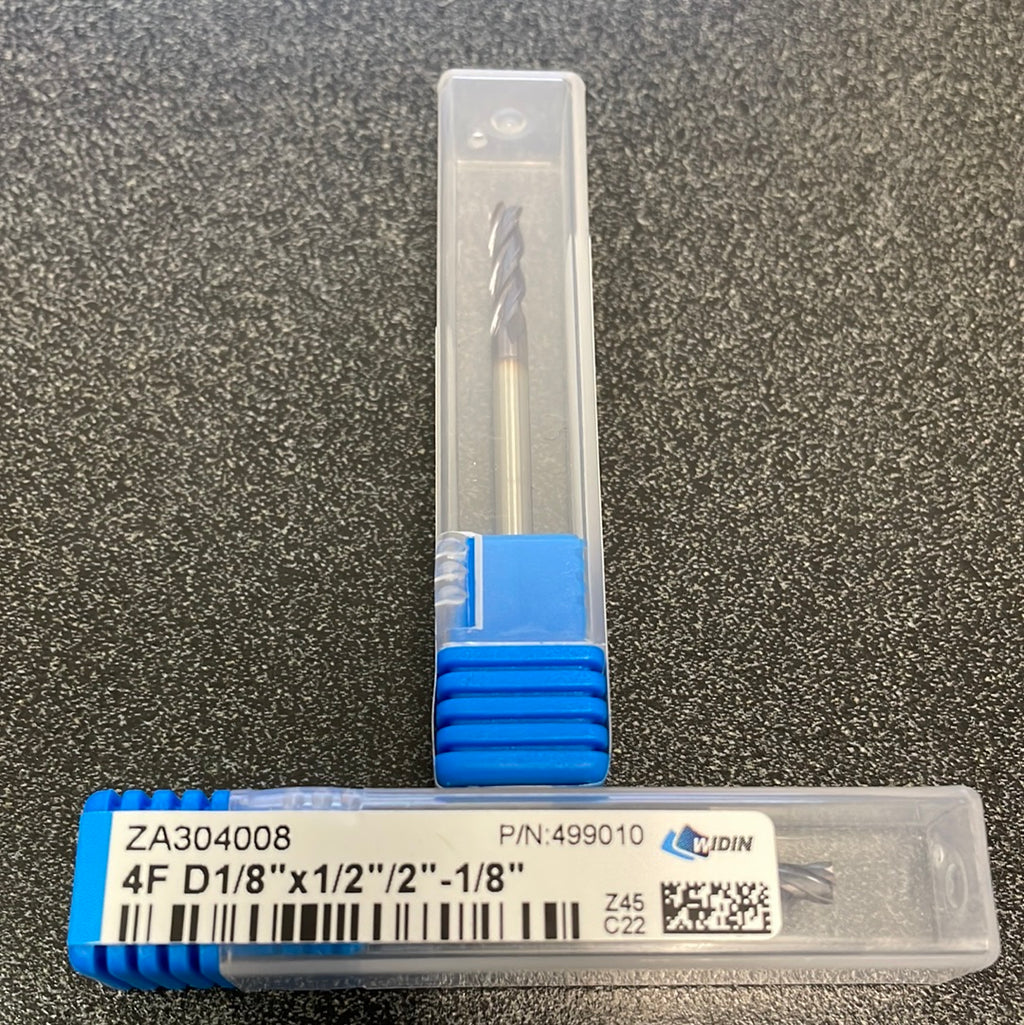 ZA304008 P/N:499010 WIDIN
4F D1/8"x1/2"/2"-1/8"
Z45
C22